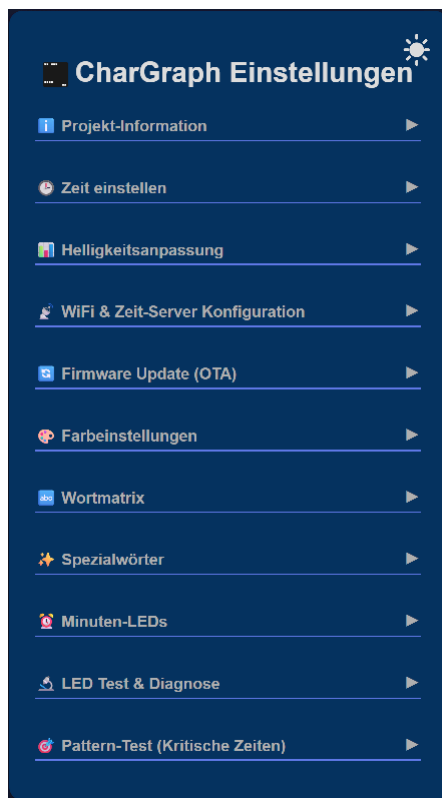 CharGraph Einstellungen
Projekt-Information
Zeit einstellen
Helligkeitsanpassung
WiFi & Zeit-Server Konfiguration
Firmware Update (OTA)
Farbeinstellungen
Wortmatrix
Spezialwörter
Minuten-LEDs
LED Test & Diagnose
Pattern-Test (Kritische Zeiten)